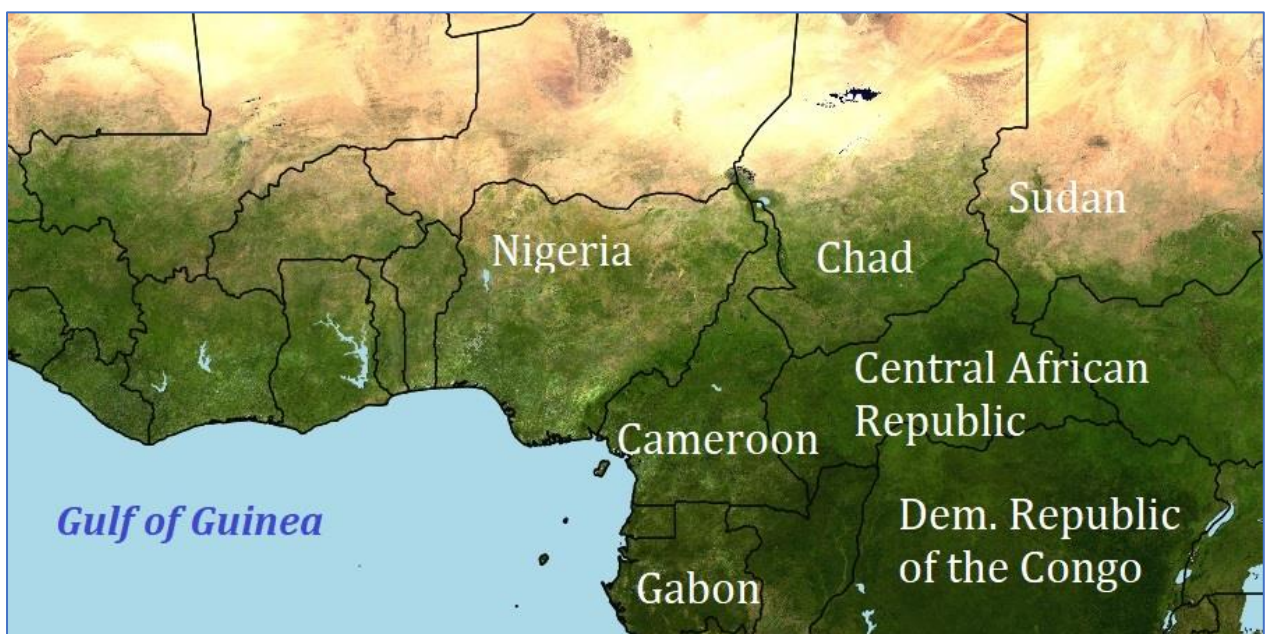 Sudan
Nigeria
Chad
Central African
Republic
Cameroon
Gulf of Guinea
Dem. Republic
of the Congo
Gabon